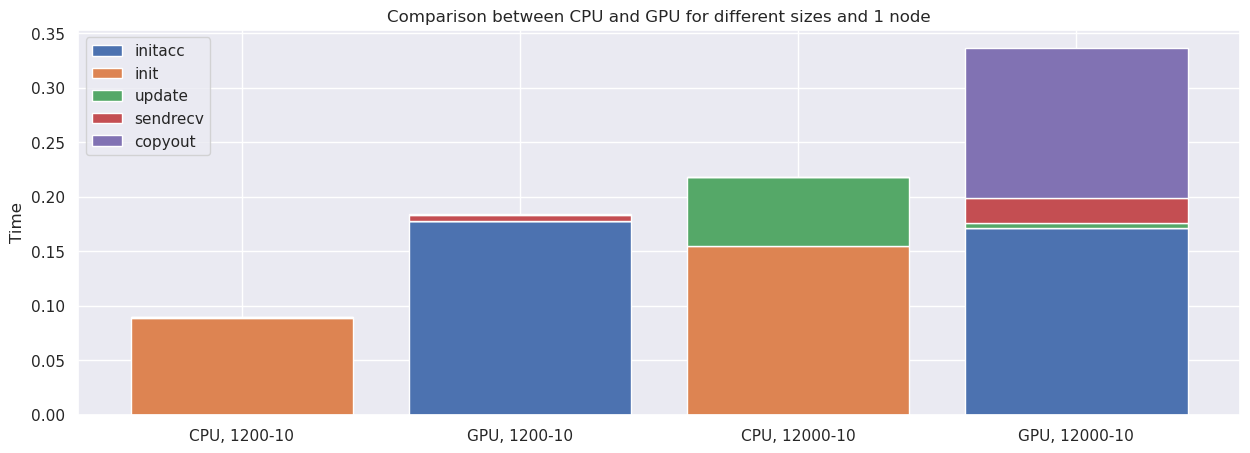 Comparison between CPU and GPU for different sizes and 1 node
initacc
init
update
sendrecv
copyout
Time
0.35
0.30
0.25
0.20
0.15
0.10
0.05
0.00
CPU, 1200-10
GPU, 1200-10
CPU, 12000-10
GPU, 12000-10